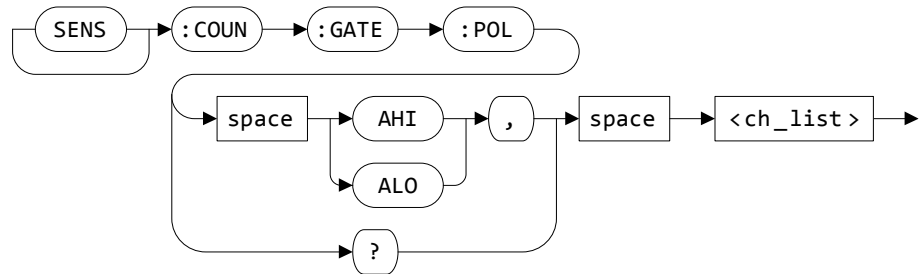 SENS :COUN :GATE :POL
space AHI , space <ch_list>
ALO
?